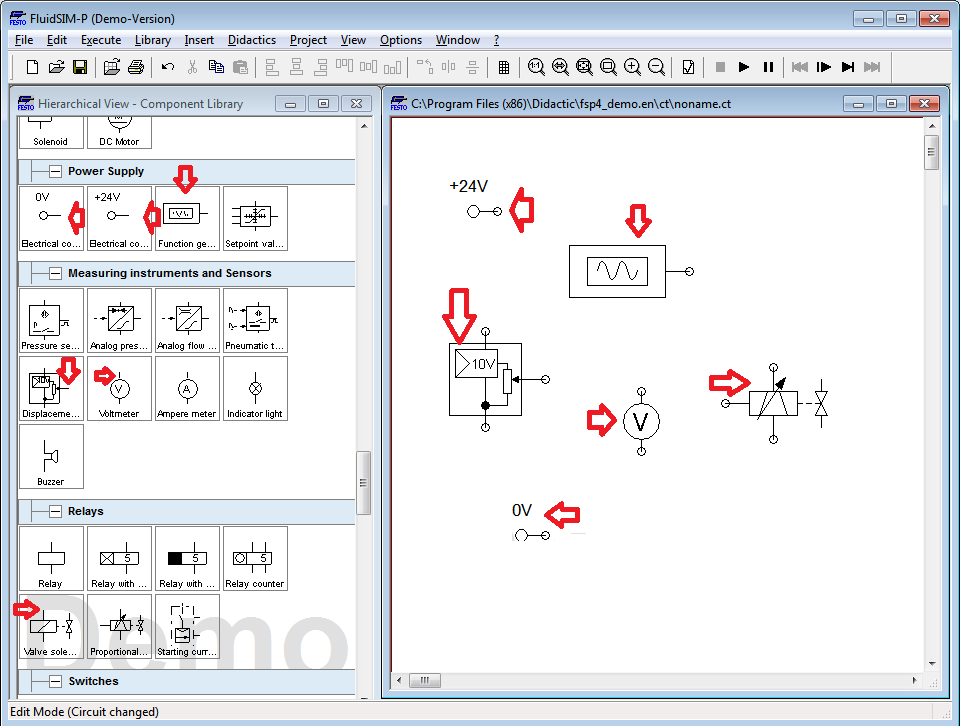 FluidSIM-P (Demo-Version)
File Edit Execute Library Insert Didactics Project View Options Window ?
FESTO Hierarchical View - Component Library
Solenoid DC Motor
Power Supply
0V +24V
Electrical co... Electrical co... Function ge... Setpoint val...
Measuring instruments and Sensors
Pressure se... Analog pres... Analog flow ... Pneumatic t...
10V V A
Displaceme... Voltmeter Ampere meter Indicator light
Buzzer
Relays
5 5 5
Relay Relay with ... Relay with ... Relay counter
Valve sole... Proportional... Starting curr...
Demo
Switches
FESTO C:\Program Files (x86)\Didactic\fsp4_demo.en\ct\noname.ct
+24V
10V
V
0V
Edit Mode (Circuit changed)